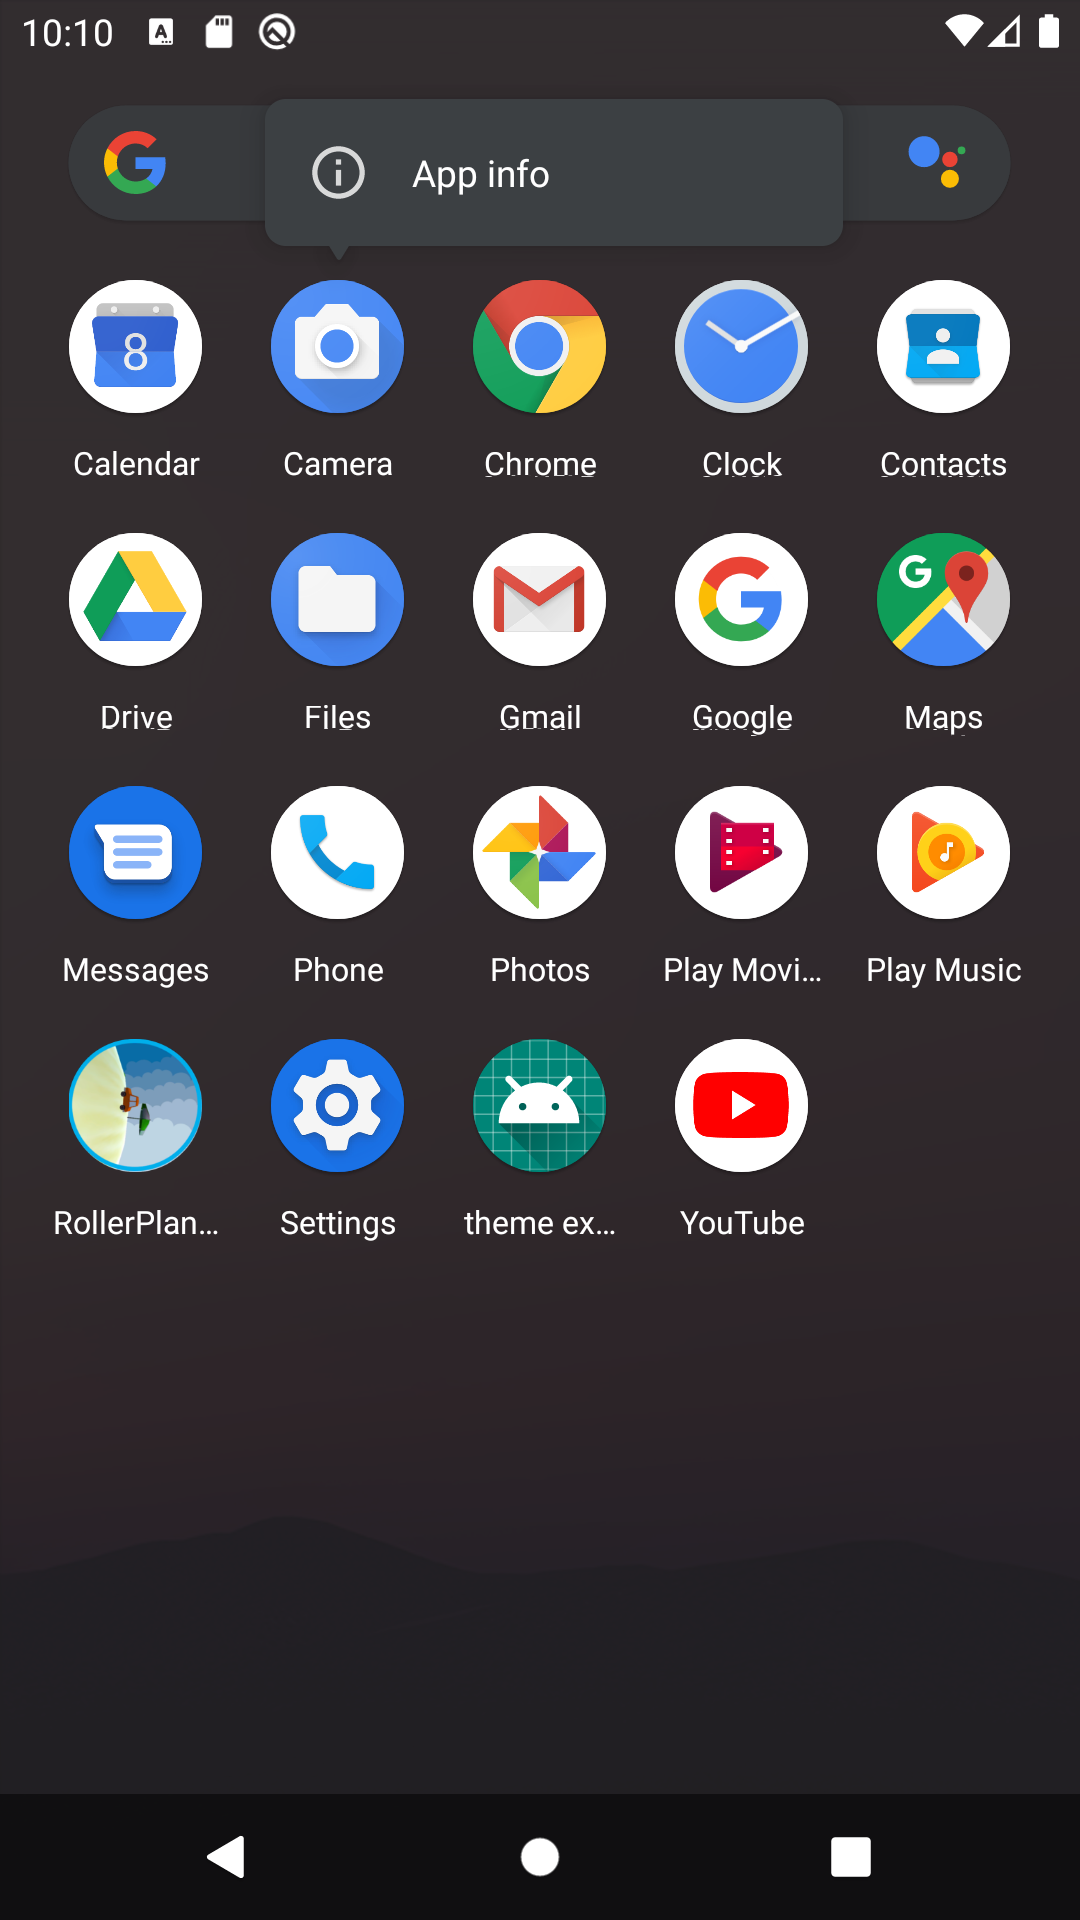 10:10
App info
Calendar Camera Chrome Clock Contacts
Drive Files Gmail Google Maps
Messages Phone Photos Play Movi... Play Music
RollerPlan... Settings theme ex... YouTube